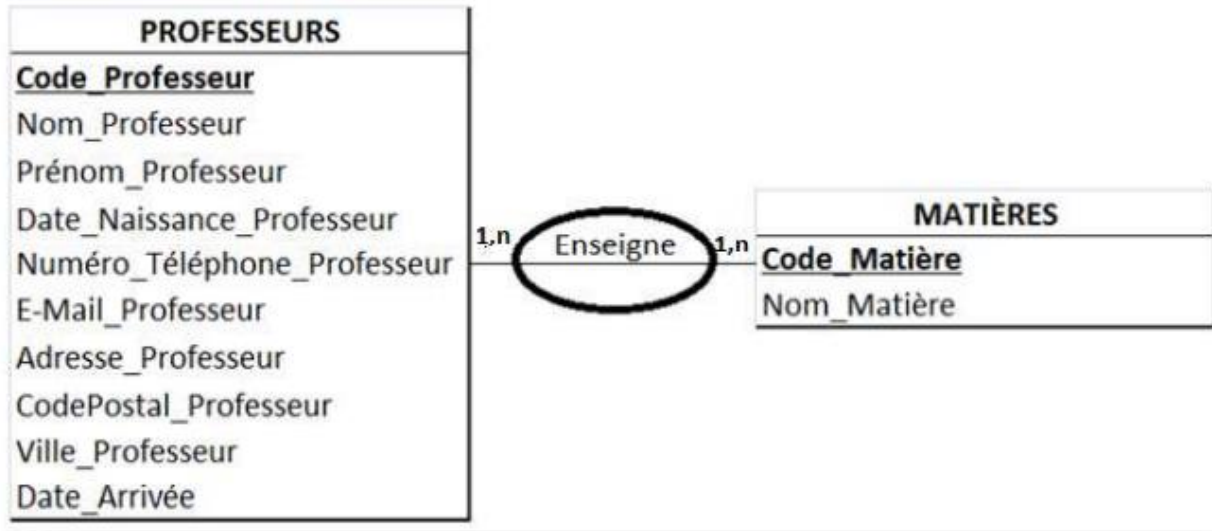 PROFESSEURS
Code_Professeur
Nom_Professeur
Prénom_Professeur
Date_Naissance_Professeur
Numéro_Téléphone_Professeur
E-Mail_Professeur
Adresse_Professeur
CodePostal_Professeur
Ville_Professeur
Date_Arrivée
1,n
Enseigne
1,n
MATIÈRES
Code_Matière
Nom_Matière